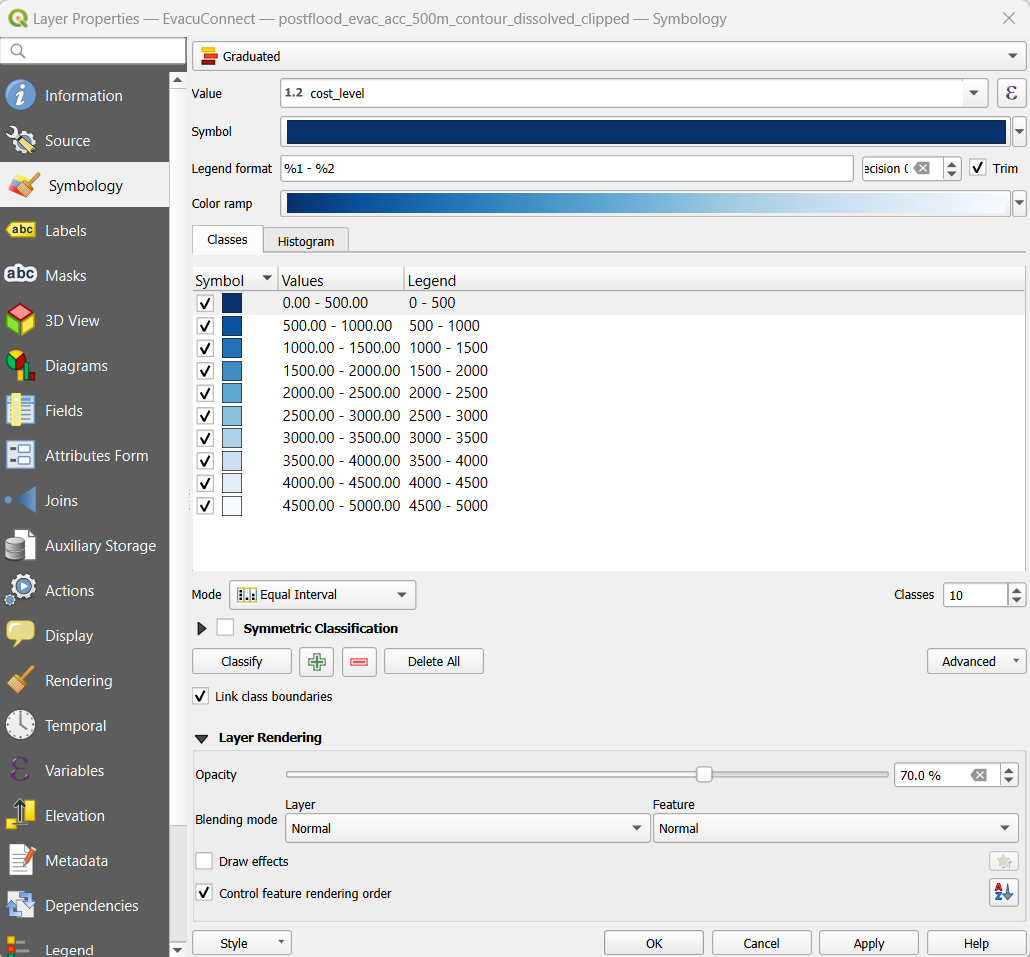 Layer Properties — EvacuConnect — postflood_evac_acc_500m_contour_dissolved_clipped — Symbology
Information
Source
Symbology
Labels
Masks
3D View
Diagrams
Fields
Attributes Form
Joins
Auxiliary Storage
Actions
Display
Rendering
Temporal
Variables
Elevation
Metadata
Dependencies
Legend
Graduated
Value 1.2 cost_level ε
Symbol
Legend format %1 - %2 ecision 0 Trim
Color ramp
Classes Histogram
Symbol Values Legend
0.00 - 500.00 0 - 500
500.00 - 1000.00 500 - 1000
1000.00 - 1500.00 1000 - 1500
1500.00 - 2000.00 1500 - 2000
2000.00 - 2500.00 2000 - 2500
2500.00 - 3000.00 2500 - 3000
3000.00 - 3500.00 3000 - 3500
3500.00 - 4000.00 3500 - 4000
4000.00 - 4500.00 4000 - 4500
4500.00 - 5000.00 4500 - 5000
Mode Equal Interval Classes 10
Symmetric Classification
Classify Delete All Advanced
Link class boundaries
Layer Rendering
Opacity 70.0 %
Layer Feature
Blending mode Normal Normal
Draw effects
Control feature rendering order
Style OK Cancel Apply Help